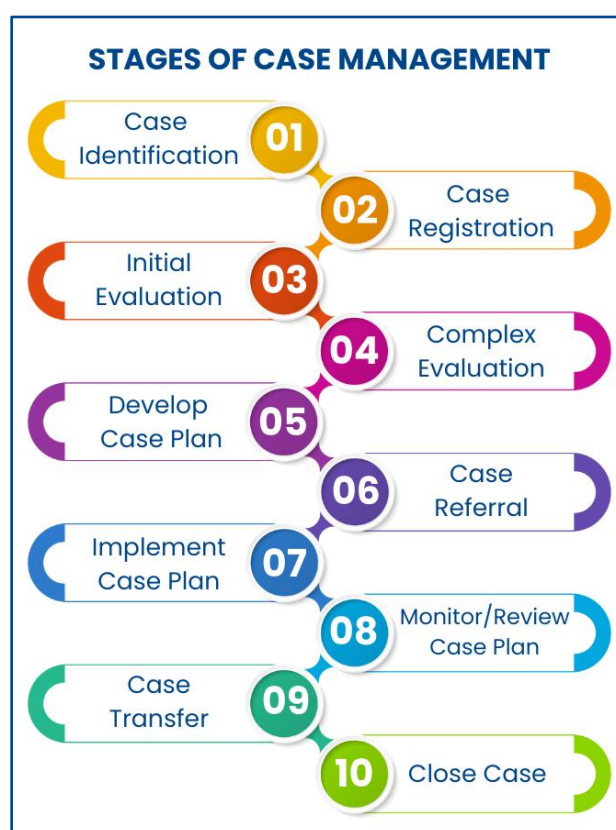 STAGES OF CASE MANAGEMENT
Case
Identification
01
02
Case
Registration
Initial
Evaluation
03
04
Complex
Evaluation
Develop
Case Plan
05
06
Case
Referral
Implement
Case Plan
07
08
Monitor/Review
Case Plan
Case
Transfer
09
10
Close Case